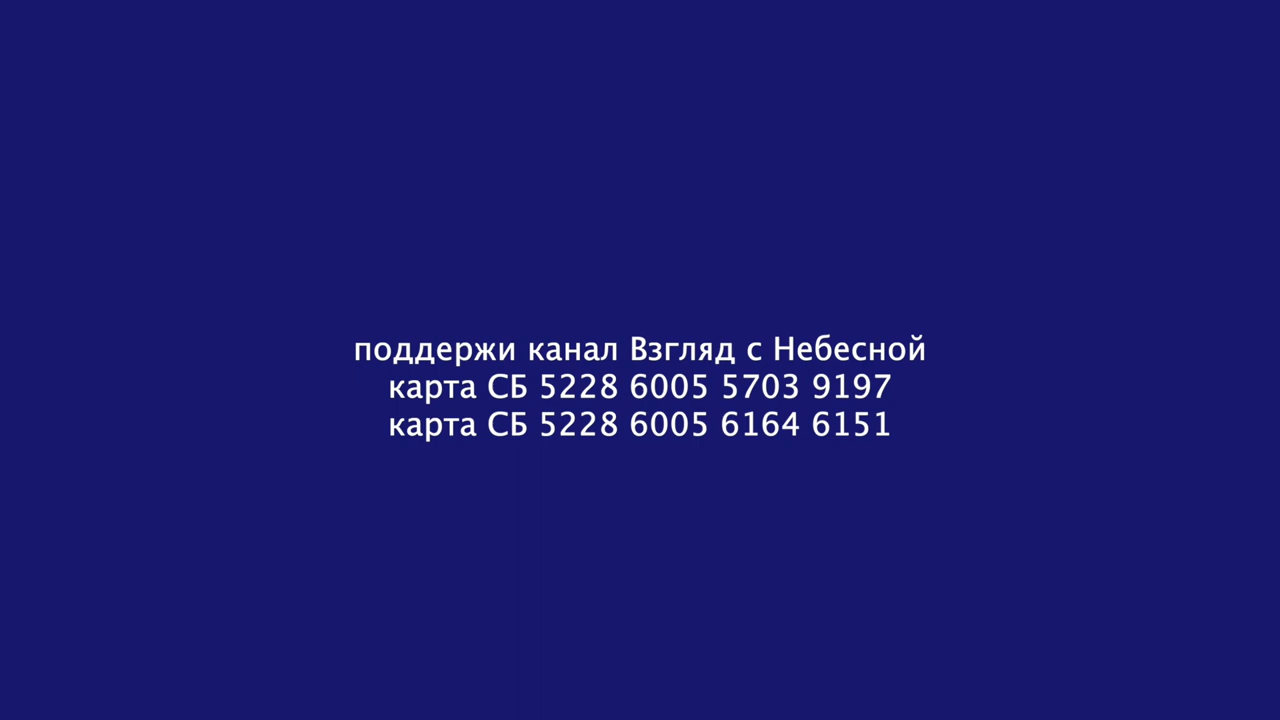 поддержи канал Взгляд с Небесной
карта СБ 5228 6005 5703 9197
карта СБ 5228 6005 6164 6151